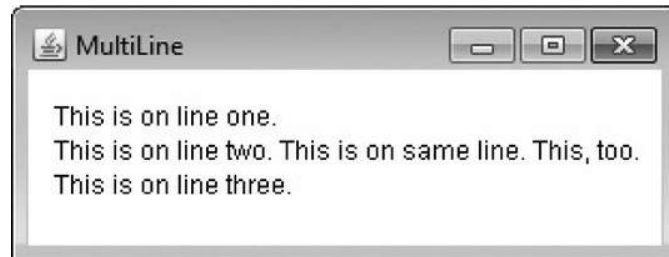 MultiLine
This is on line one.
This is on line two. This is on same line. This, too.
This is on line three.